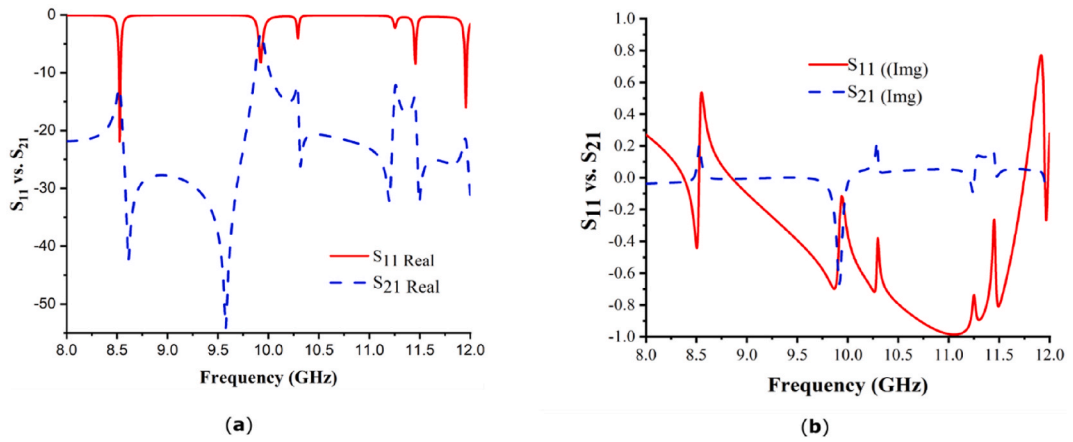 0
-10
-20
-30
-40
-50
S11 vs. S21
S11 Real
S21 Real
8.0 8.5 9.0 9.5 10.0 10.5 11.0 11.5 12.0
Frequency (GHz)
(a)
1.0
0.8
0.6
0.4
0.2
0.0
-0.2
-0.4
-0.6
-0.8
-1.0
S11 vs. S21
S11 ((Img)
S21 (Img)
8.0 8.5 9.0 9.5 10.0 10.5 11.0 11.5 12.0
Frequency (GHz)
(b)